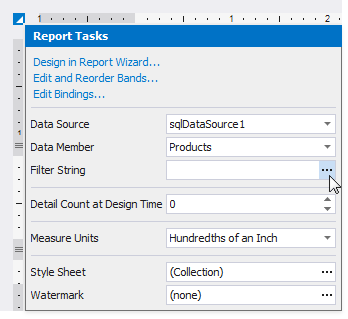 1 1 2
Report Tasks
Design in Report Wizard...
Edit and Reorder Bands...
Edit Bindings...
Data Source sqlDataSource1
Data Member Products
Filter String ...
Detail Count at Design Time 0
Measure Units Hundredths of an Inch
Style Sheet (Collection) ...
Watermark (none) ...
1